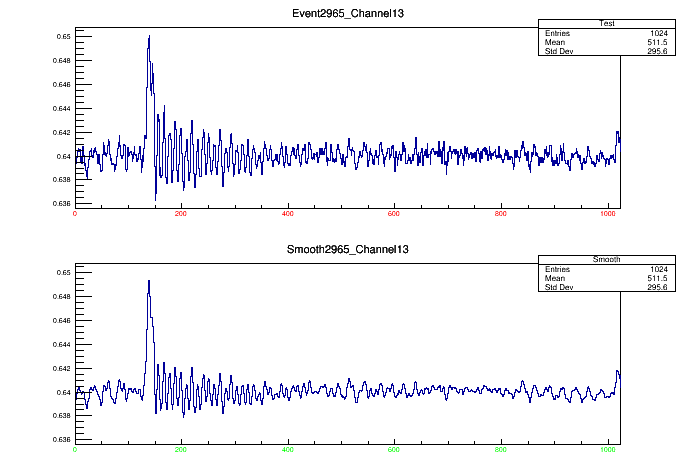 Event2965_Channel13
Test
Entries 1024
Mean 511.5
Std Dev 295.6
0.65
0.648
0.646
0.644
0.642
0.64
0.638
0.636
0 200 400 600 800 1000
Smooth2965_Channel13
Smooth
Entries 1024
Mean 511.5
Std Dev 295.6
0.65
0.648
0.646
0.644
0.642
0.64
0.638
0.636
0 200 400 600 800 1000